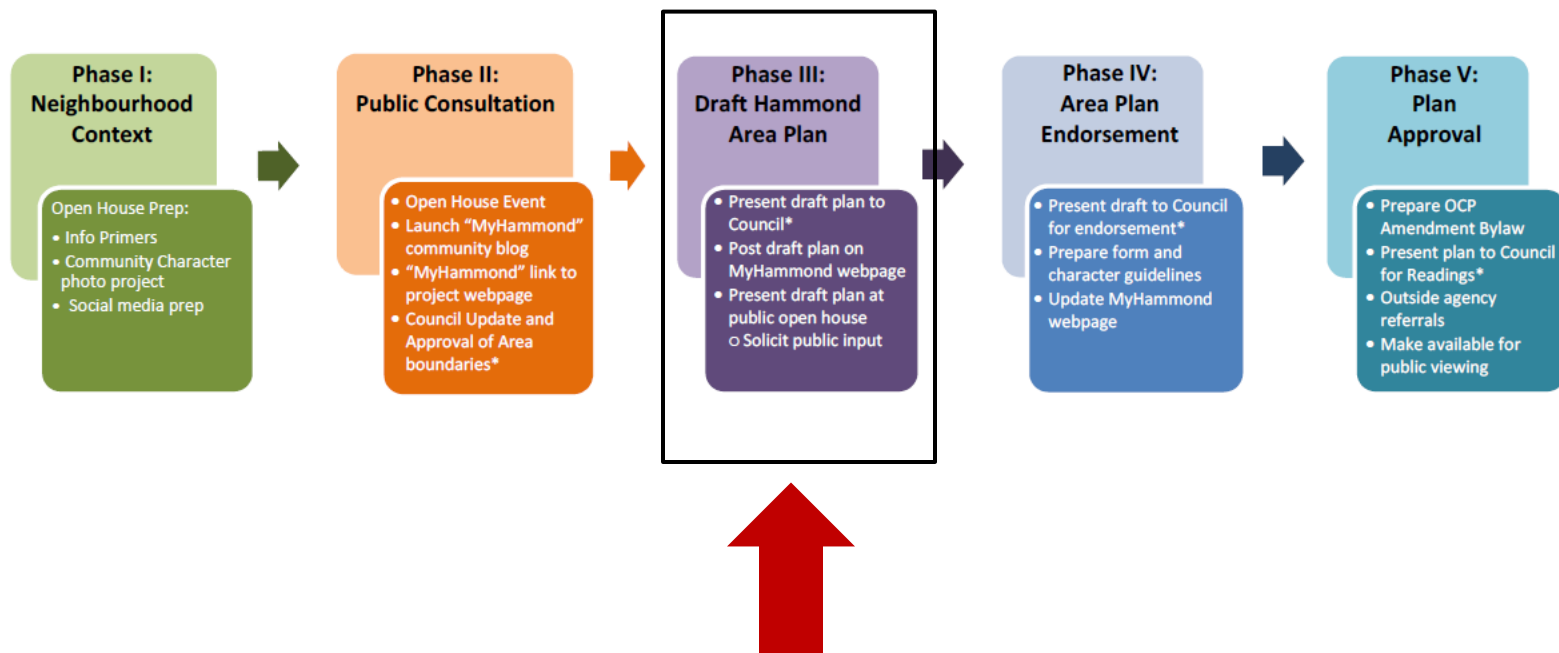 Phase I:
Neighbourhood
Context
Open House Prep:
• Info Primers
• Community Character
photo project
• Social media prep
Phase II:
Public Consultation
• Open House Event
• Launch “MyHammond”
community blog
• “MyHammond” link to
project webpage
• Council Update and
Approval of Area
boundaries*
Phase III:
Draft Hammond
Area Plan
• Present draft plan to
Council*
• Post draft plan on
MyHammond webpage
• Present draft plan at
public open house
o Solicit public input
Phase IV:
Area Plan
Endorsement
• Present draft to Council
for endorsement*
• Prepare form and
character guidelines
• Update MyHammond
webpage
Phase V:
Plan
Approval
• Prepare OCP
Amendment Bylaw
• Present plan to Council
for Readings*
• Outside agency
referrals
• Make available for
public viewing